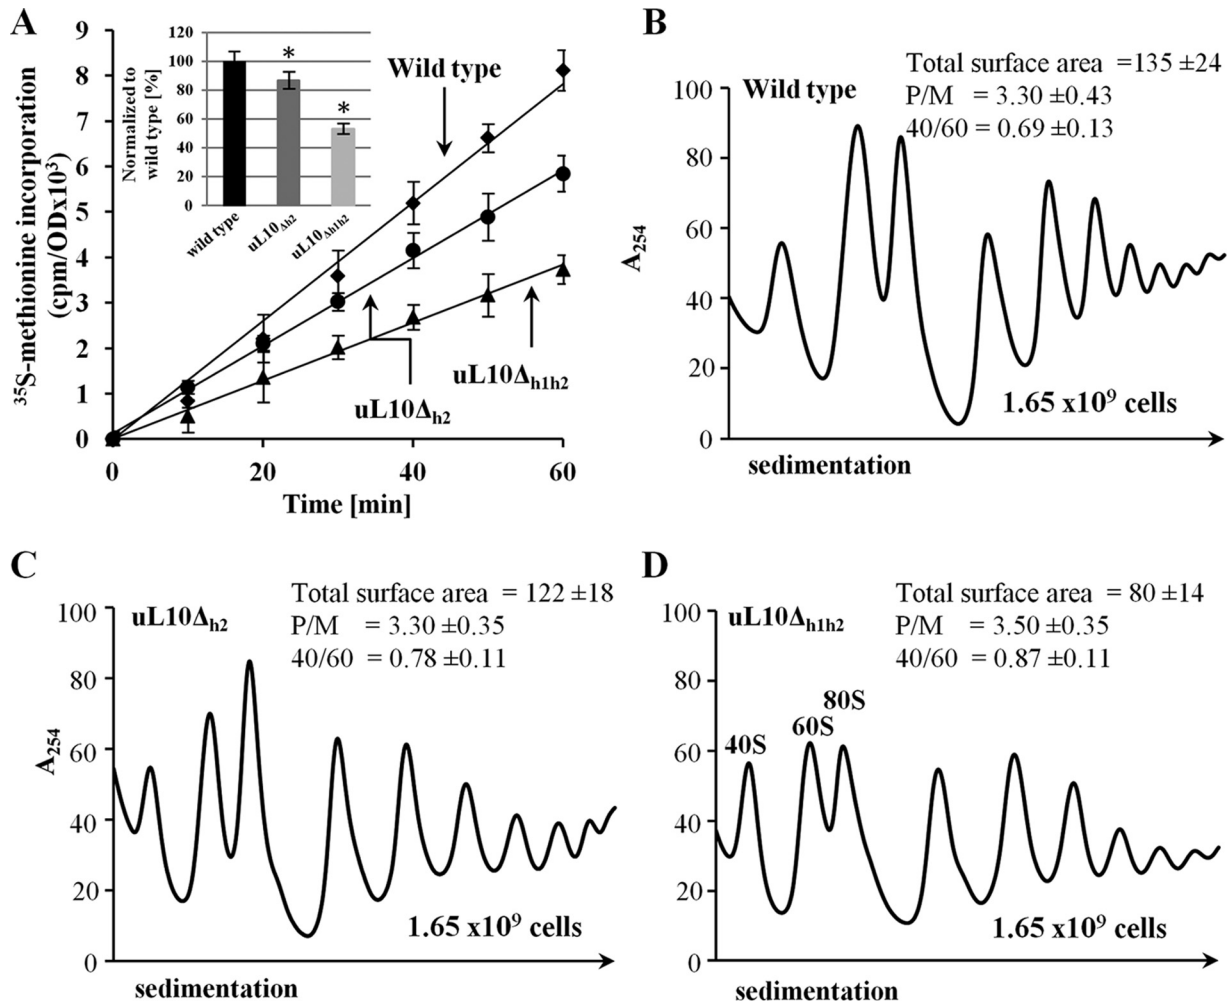 A
³⁵S-methionine incorporation
(cpm/ODx10³)
9
8
7
6
5
4
3
2
1
0
0
20
40
60
Time [min]
Normalized to
wild type [%]
120
100
80
60
40
20
0
*
*
wild type
uL10Δh2
uL10Δh1h2
Wild type
uL10Δh2
uL10Δh1h2
B
Wild type
Total surface area =135 ±24
P/M = 3.30 ±0.43
40/60 = 0.69 ±0.13
A₂₅₄
100
80
60
40
20
0
1.65 x10⁹ cells
sedimentation
C
uL10Δh2
Total surface area = 122 ±18
P/M = 3.30 ±0.35
40/60 = 0.78 ±0.11
A₂₅₄
100
80
60
40
20
0
1.65 x10⁹ cells
sedimentation
D
uL10Δh1h2
Total surface area = 80 ±14
P/M = 3.50 ±0.35
40/60 = 0.87 ±0.11
100
80
60
40
20
0
40S
60S
80S
1.65 x10⁹ cells
sedimentation